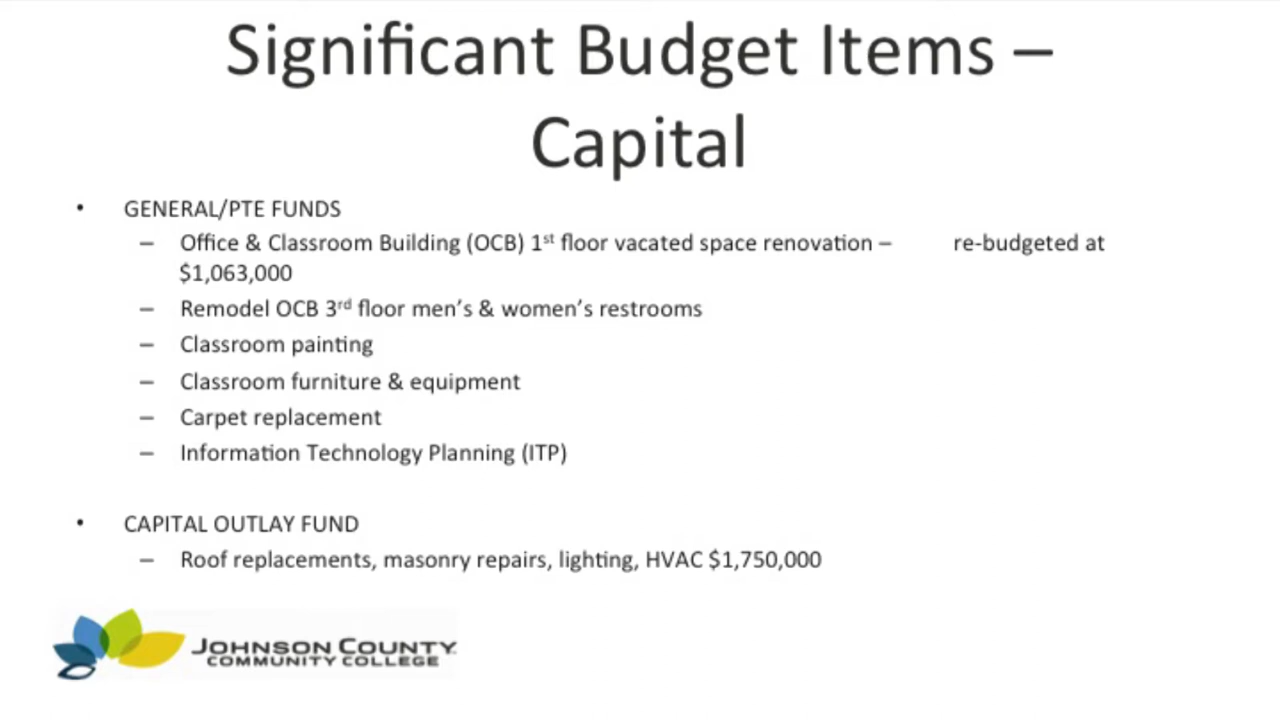 Significant Budget Items –
Capital
• GENERAL/PTE FUNDS
– Office & Classroom Building (OCB) 1st floor vacated space renovation – re-budgeted at
$1,063,000
– Remodel OCB 3rd floor men’s & women’s restrooms
– Classroom painting
– Classroom furniture & equipment
– Carpet replacement
– Information Technology Planning (ITP)
• CAPITAL OUTLAY FUND
– Roof replacements, masonry repairs, lighting, HVAC $1,750,000
JOHNSON COUNTY
COMMUNITY COLLEGE